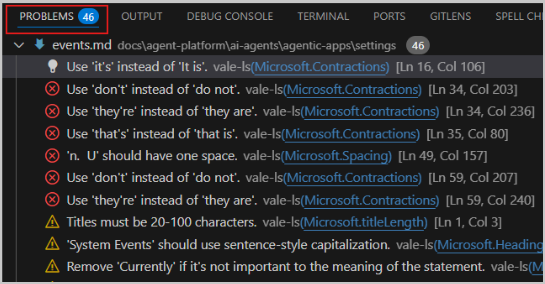 PROBLEMS 46 OUTPUT DEBUG CONSOLE TERMINAL PORTS GITLENS SPELL CHE
events.md docs\agent-platform\ai-agents\agentic-apps\settings 46
Use 'it's' instead of 'It is'. vale-ls(Microsoft.Contractions) [Ln 16, Col 106]
Use 'don't' instead of 'do not'. vale-ls(Microsoft.Contractions) [Ln 34, Col 203]
Use 'they're' instead of 'they are'. vale-ls(Microsoft.Contractions) [Ln 34, Col 236]
Use 'that's' instead of 'that is'. vale-ls(Microsoft.Contractions) [Ln 35, Col 80]
'n. U' should have one space. vale-ls(Microsoft.Spacing) [Ln 49, Col 157]
Use 'don't' instead of 'do not'. vale-ls(Microsoft.Contractions) [Ln 59, Col 207]
Use 'they're' instead of 'they are'. vale-ls(Microsoft.Contractions) [Ln 59, Col 240]
Titles must be 20-100 characters. vale-ls(Microsoft.titleLength) [Ln 1, Col 3]
'System Events' should use sentence-style capitalization. vale-ls(Microsoft.Heading
Remove 'Currently' if it's not important to the meaning of the statement. vale-ls(M